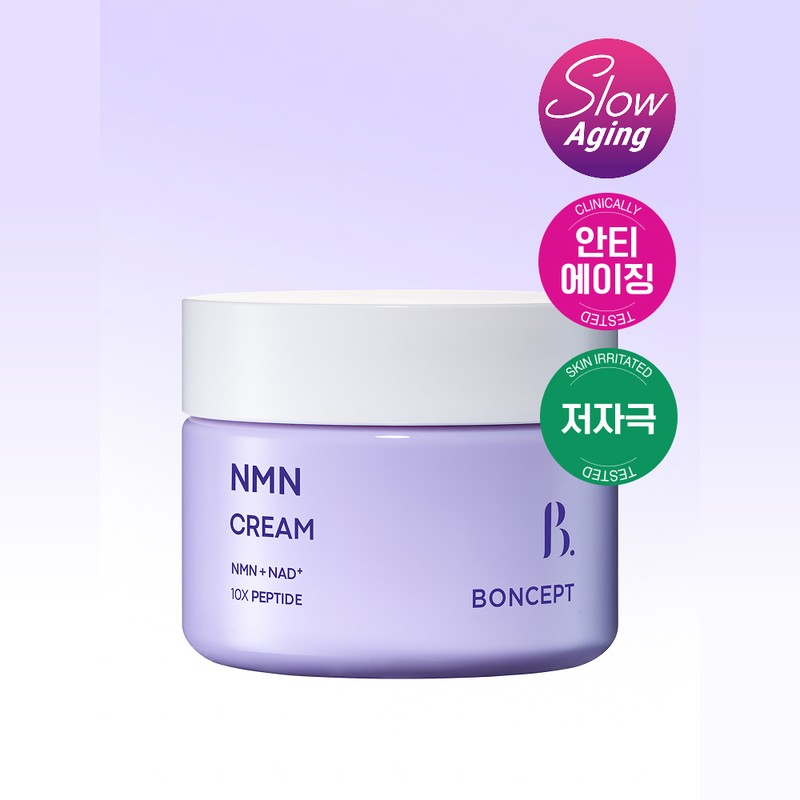 Slow
Aging
CLINICALLY
안티
에이징
TESTED
SKIN IRRITATED
저자극
TESTED
NMN
CREAM
NMN + NAD⁺
10X PEPTIDE
B.
BONCEPT